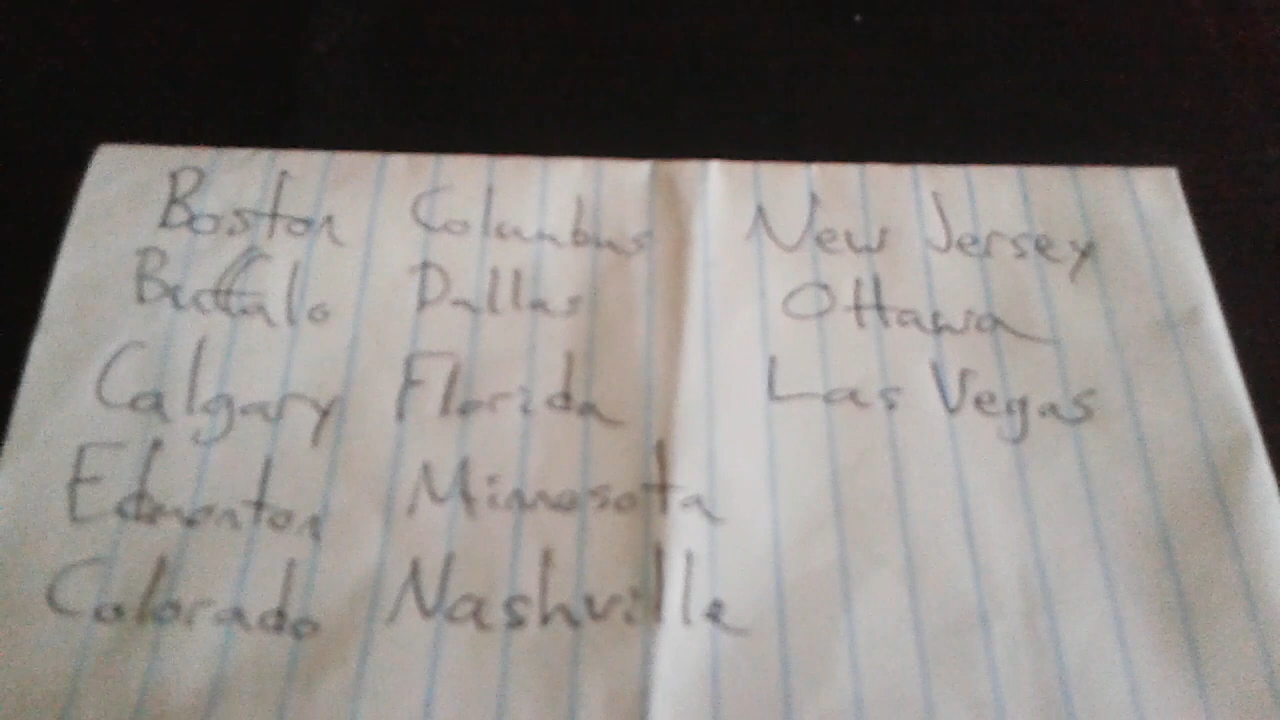 Boston Columbus New Jersey
Buffalo Dallas Ottawa
Calgary Florida Las Vegas
Edmonton Minnesota
Colorado Nashville